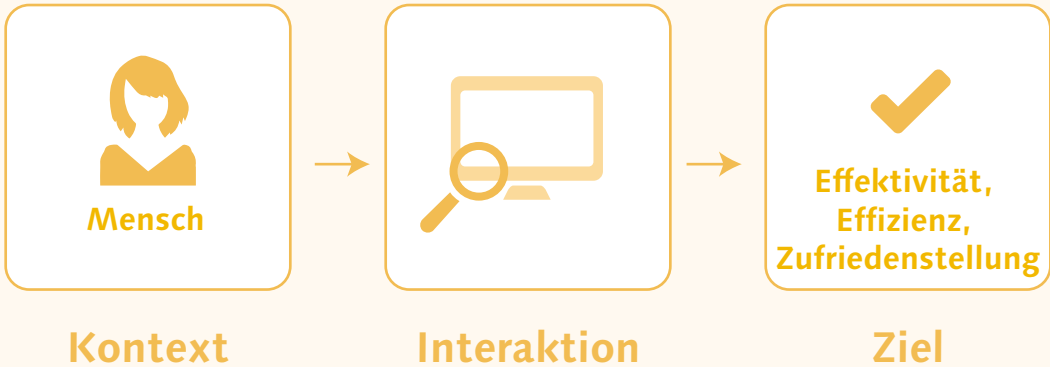 Mensch
Effektivität,
Effizienz,
Zufriedenstellung
Kontext
Interaktion
Ziel